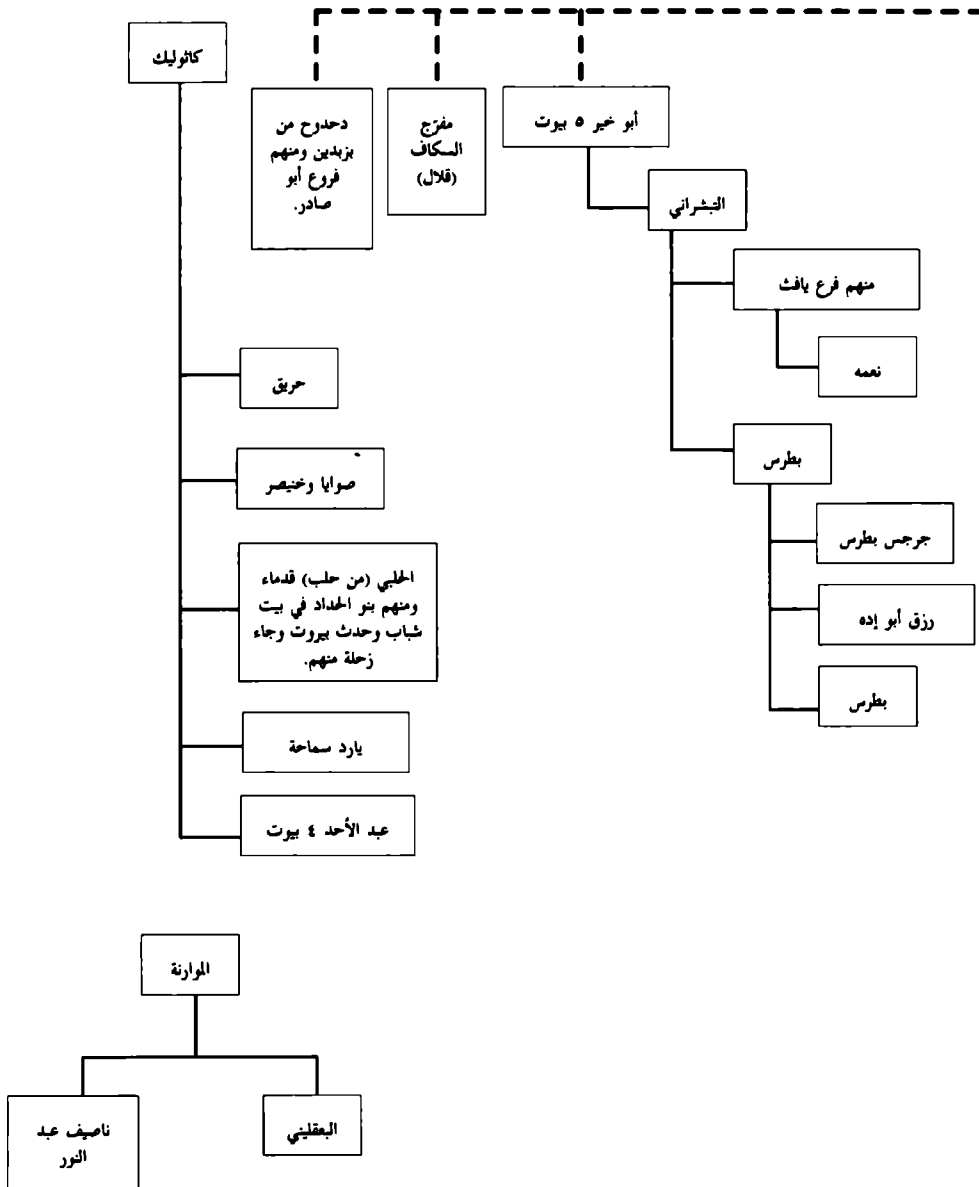 كاثوليك
أبو خير ٥ بيوت
مفرّج
السكاف
(قلال)
دحدوح من
بزبدين ومنهم
فروع أبو
صادر.
التبشراني
منهم فرع يافث
نعمه
بطرس
جرجس بطرس
رزق أبو إده
بطرس
حريق
صوايا وخنيصر
الحلبي (من حلب) قدماء
ومنهم بنو الحداد في بيت
شباب وحدث بيروت وجاء
زحلة منهم.
يارد سماحة
عبد الأحد ٤ بيوت
الموارنة
البعقليني
ناصيف عبد
النور